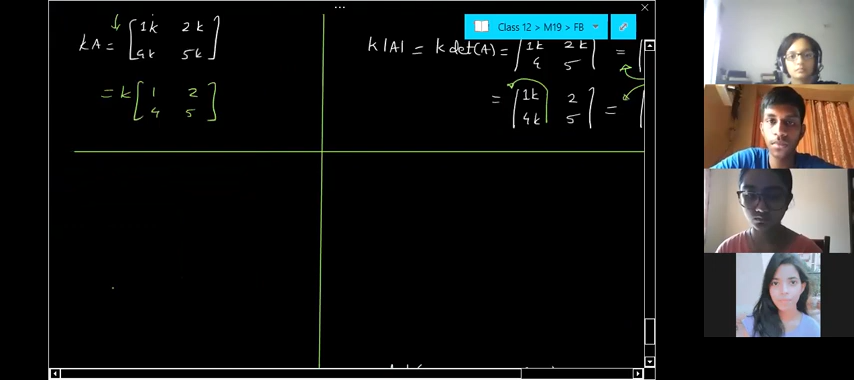 ...
Class 12 > M19 > FB
kA = [ 1k 2k
4k 5k ]
= k [ 1 2
4 5 ]
k|A| = k det(A) = | 1k 2k
4 5 | = |
= | 1k 2
4k 5 | = |